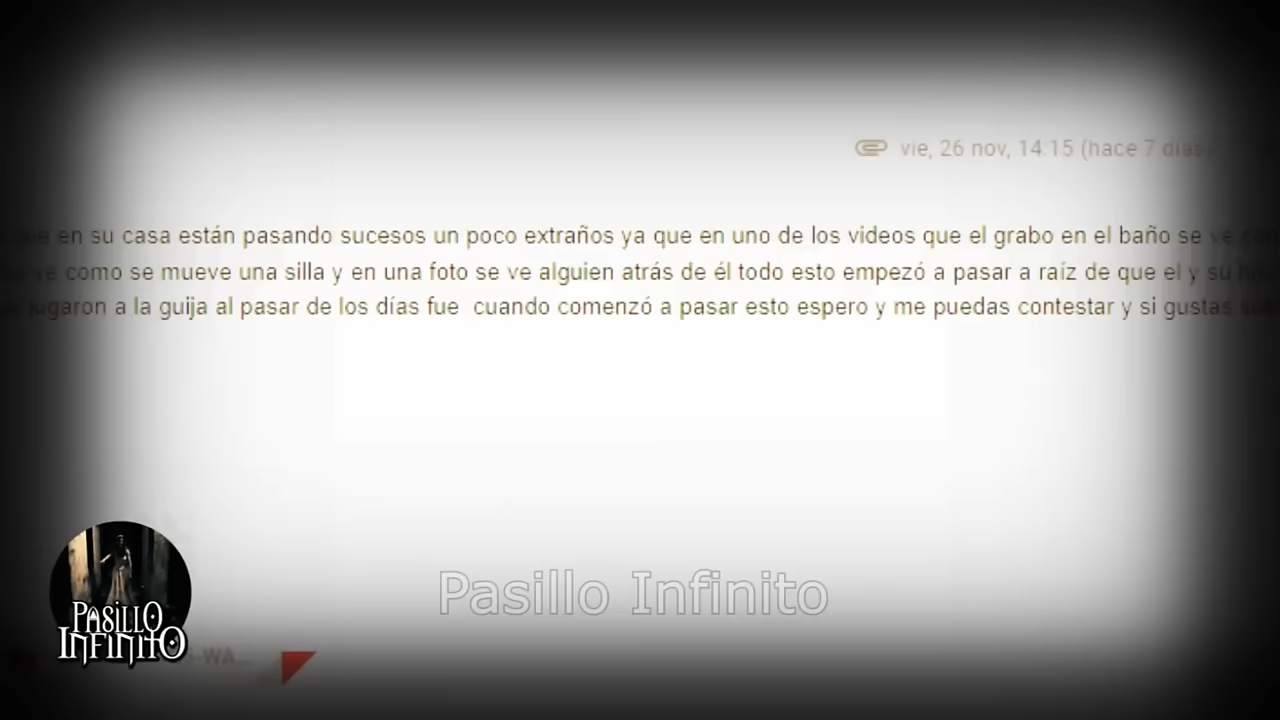 vie, 26 nov, 14:15 (hace 7 días)
en su casa están pasando sucesos un poco extraños ya que en uno de los videos que el grabo en el baño se ve
como se mueve una silla y en una foto se ve alguien atrás de él todo esto empezó a pasar a raíz de que el y su
jugaron a la guija al pasar de los días fue cuando comenzó a pasar esto espero y me puedas contestar y si gustas
Pasillo Infinito
PASILLO
INFINITO
-WA...